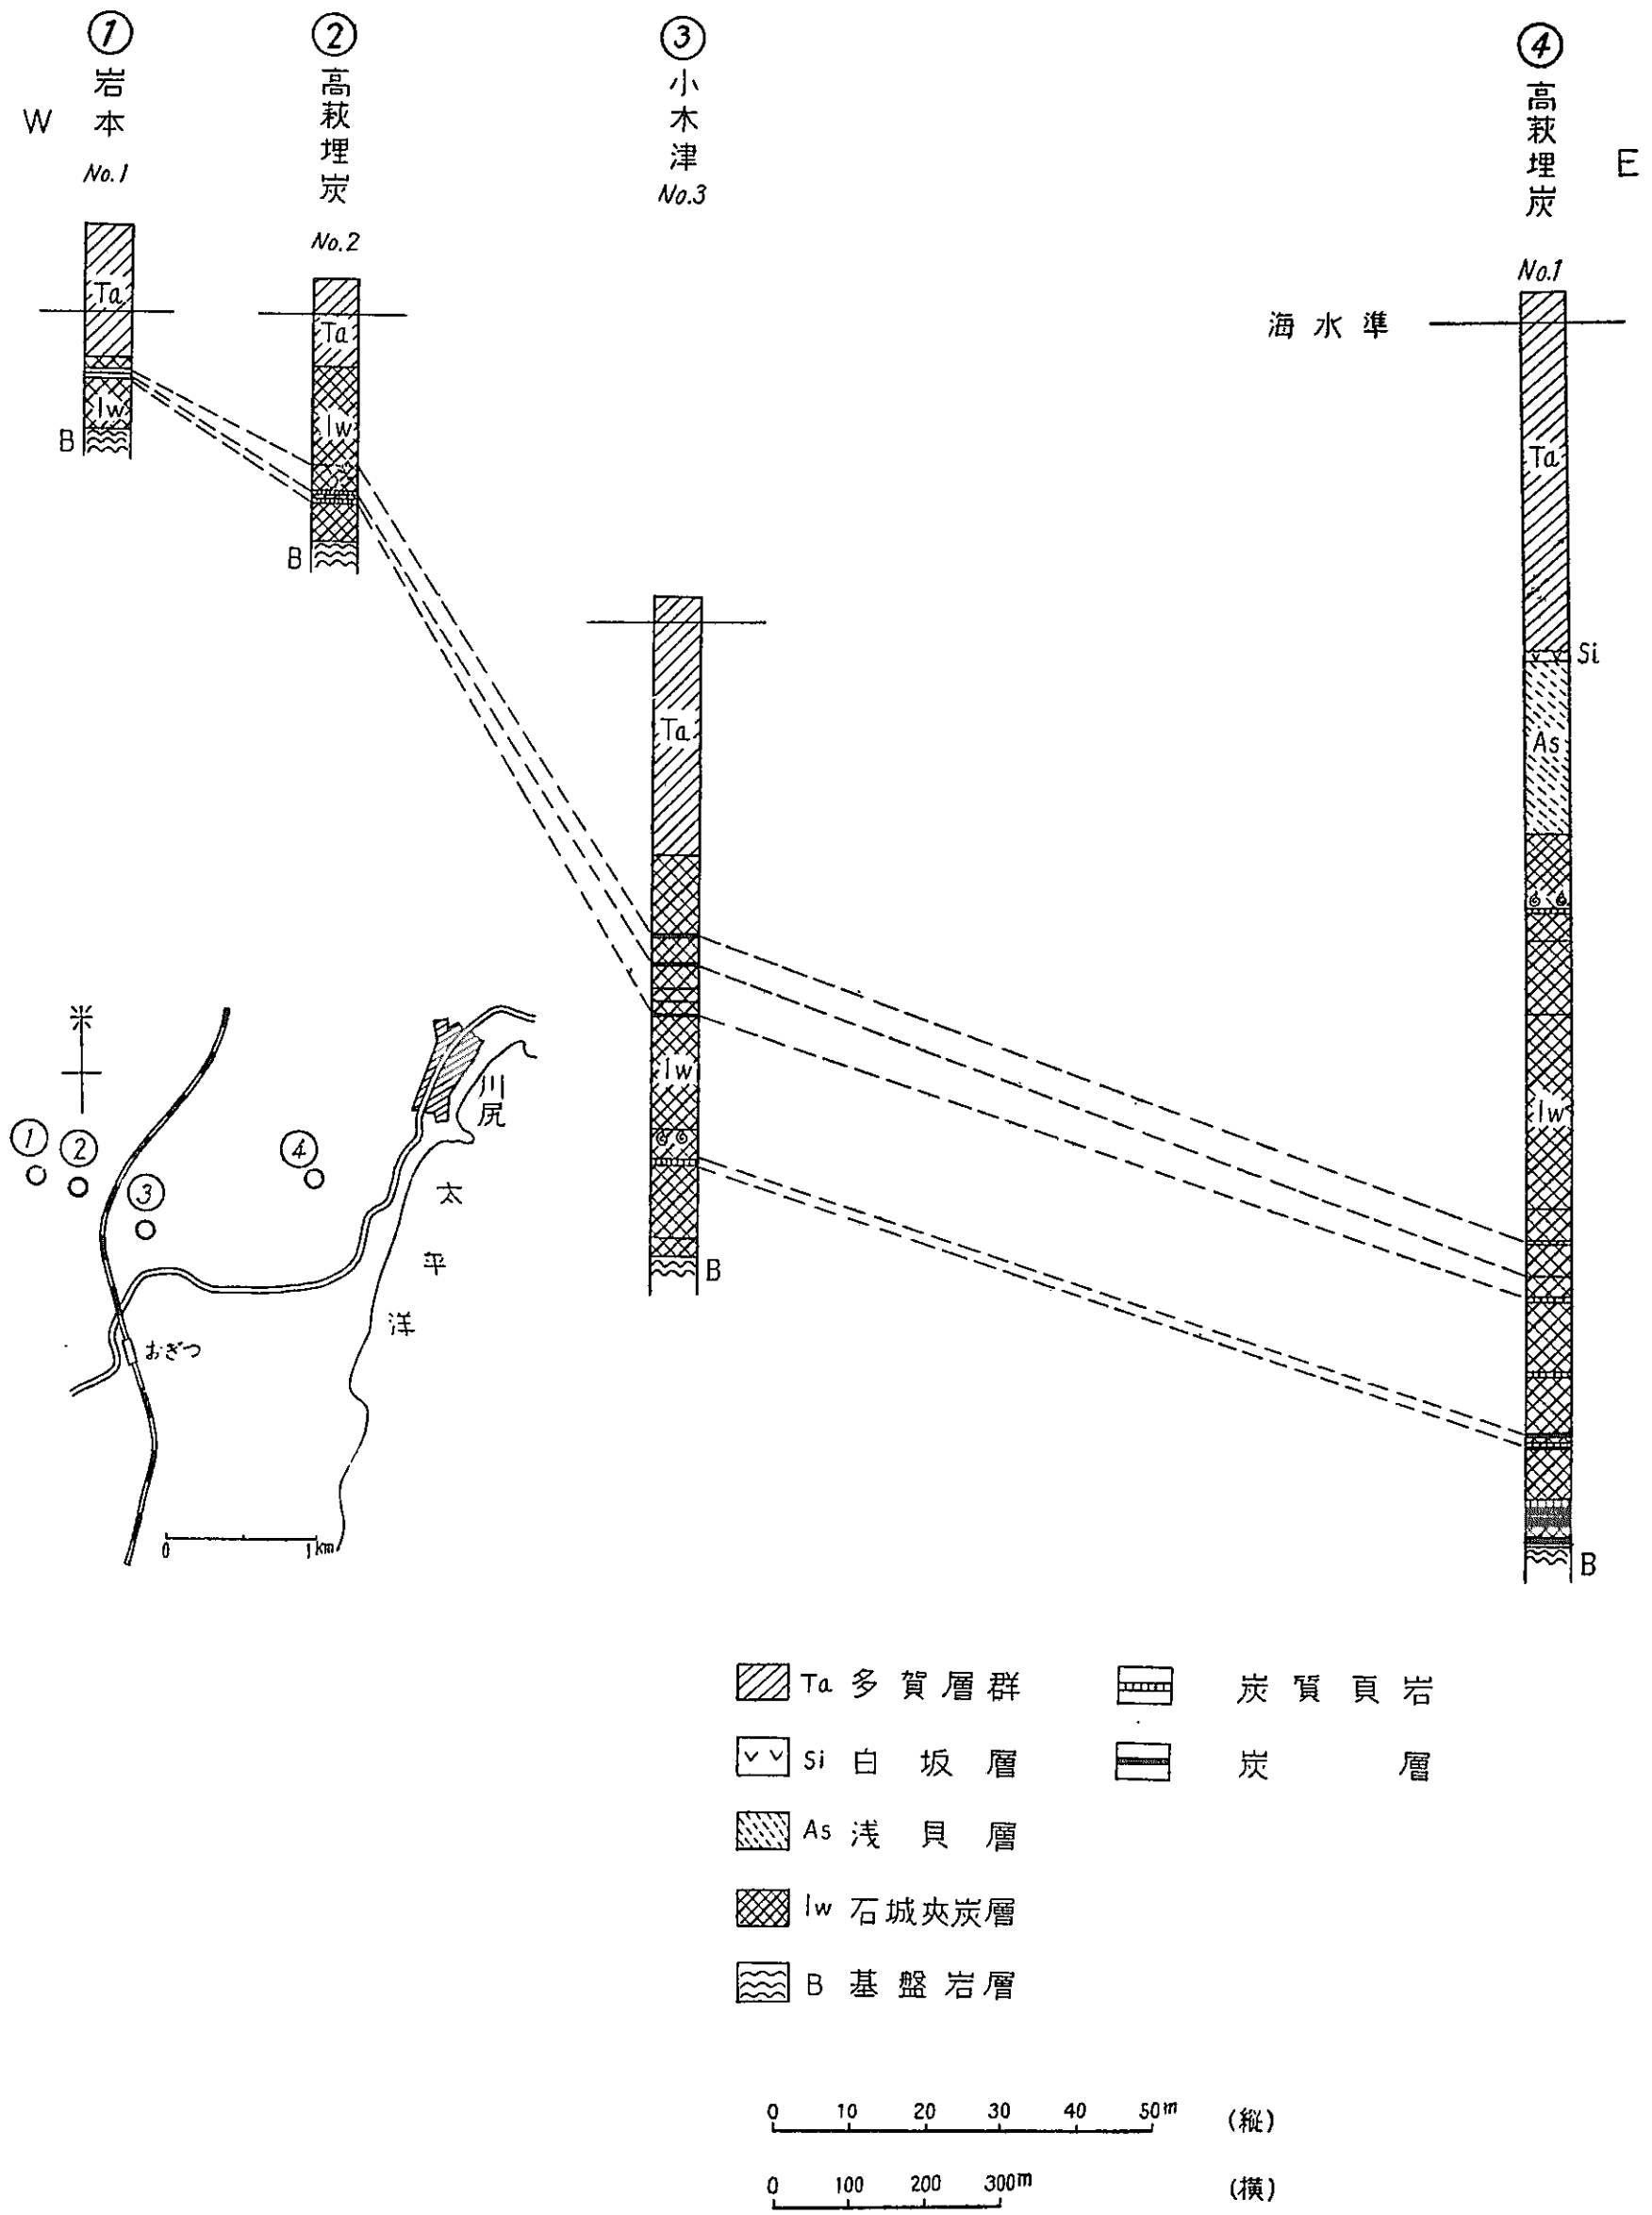 ① 岩本 No.1
② 高萩埋炭 No.2
③ 小木津 No.3
④ 高萩埋炭 No.1
W
E
Ta
Iw
B
Ta
Iw
B
Ta
Iw
B
海水準
Ta
Si
As
Iw
B
①
②
③
④
川尻
太平洋
おぎつ
0 1km
Ta 多賀層群
Si 白坂層
As 浅貝層
Iw 石城夾炭層
B 基盤岩層
炭質頁岩
炭層
0 10 20 30 40 50m (縦)
0 100 200 300m (横)